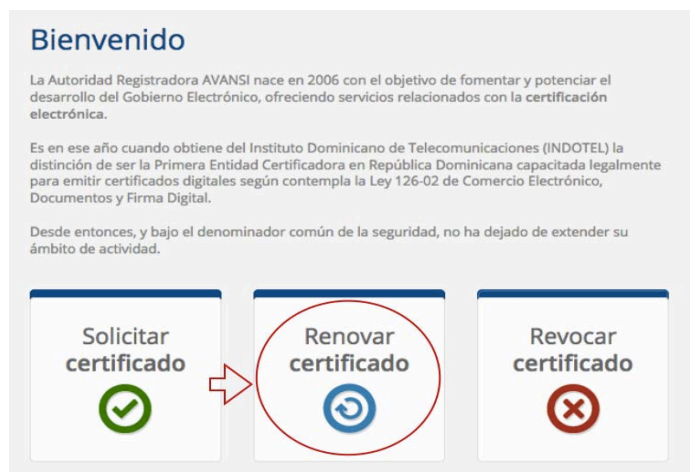 Bienvenido
La Autoridad Registradora AVANSI nace en 2006 con el objetivo de fomentar y potenciar el
desarrollo del Gobierno Electrónico, ofreciendo servicios relacionados con la certificación
electrónica.
Es en ese año cuando obtiene del Instituto Dominicano de Telecomunicaciones (INDOTEL) la
distinción de ser la Primera Entidad Certificadora en República Dominicana capacitada legalmente
para emitir certificados digitales según contempla la Ley 126-02 de Comercio Electrónico,
Documentos y Firma Digital.
Desde entonces, y bajo el denominador común de la seguridad, no ha dejado de extender su
ámbito de actividad.
Solicitar
certificado
Renovar
certificado
Revocar
certificado